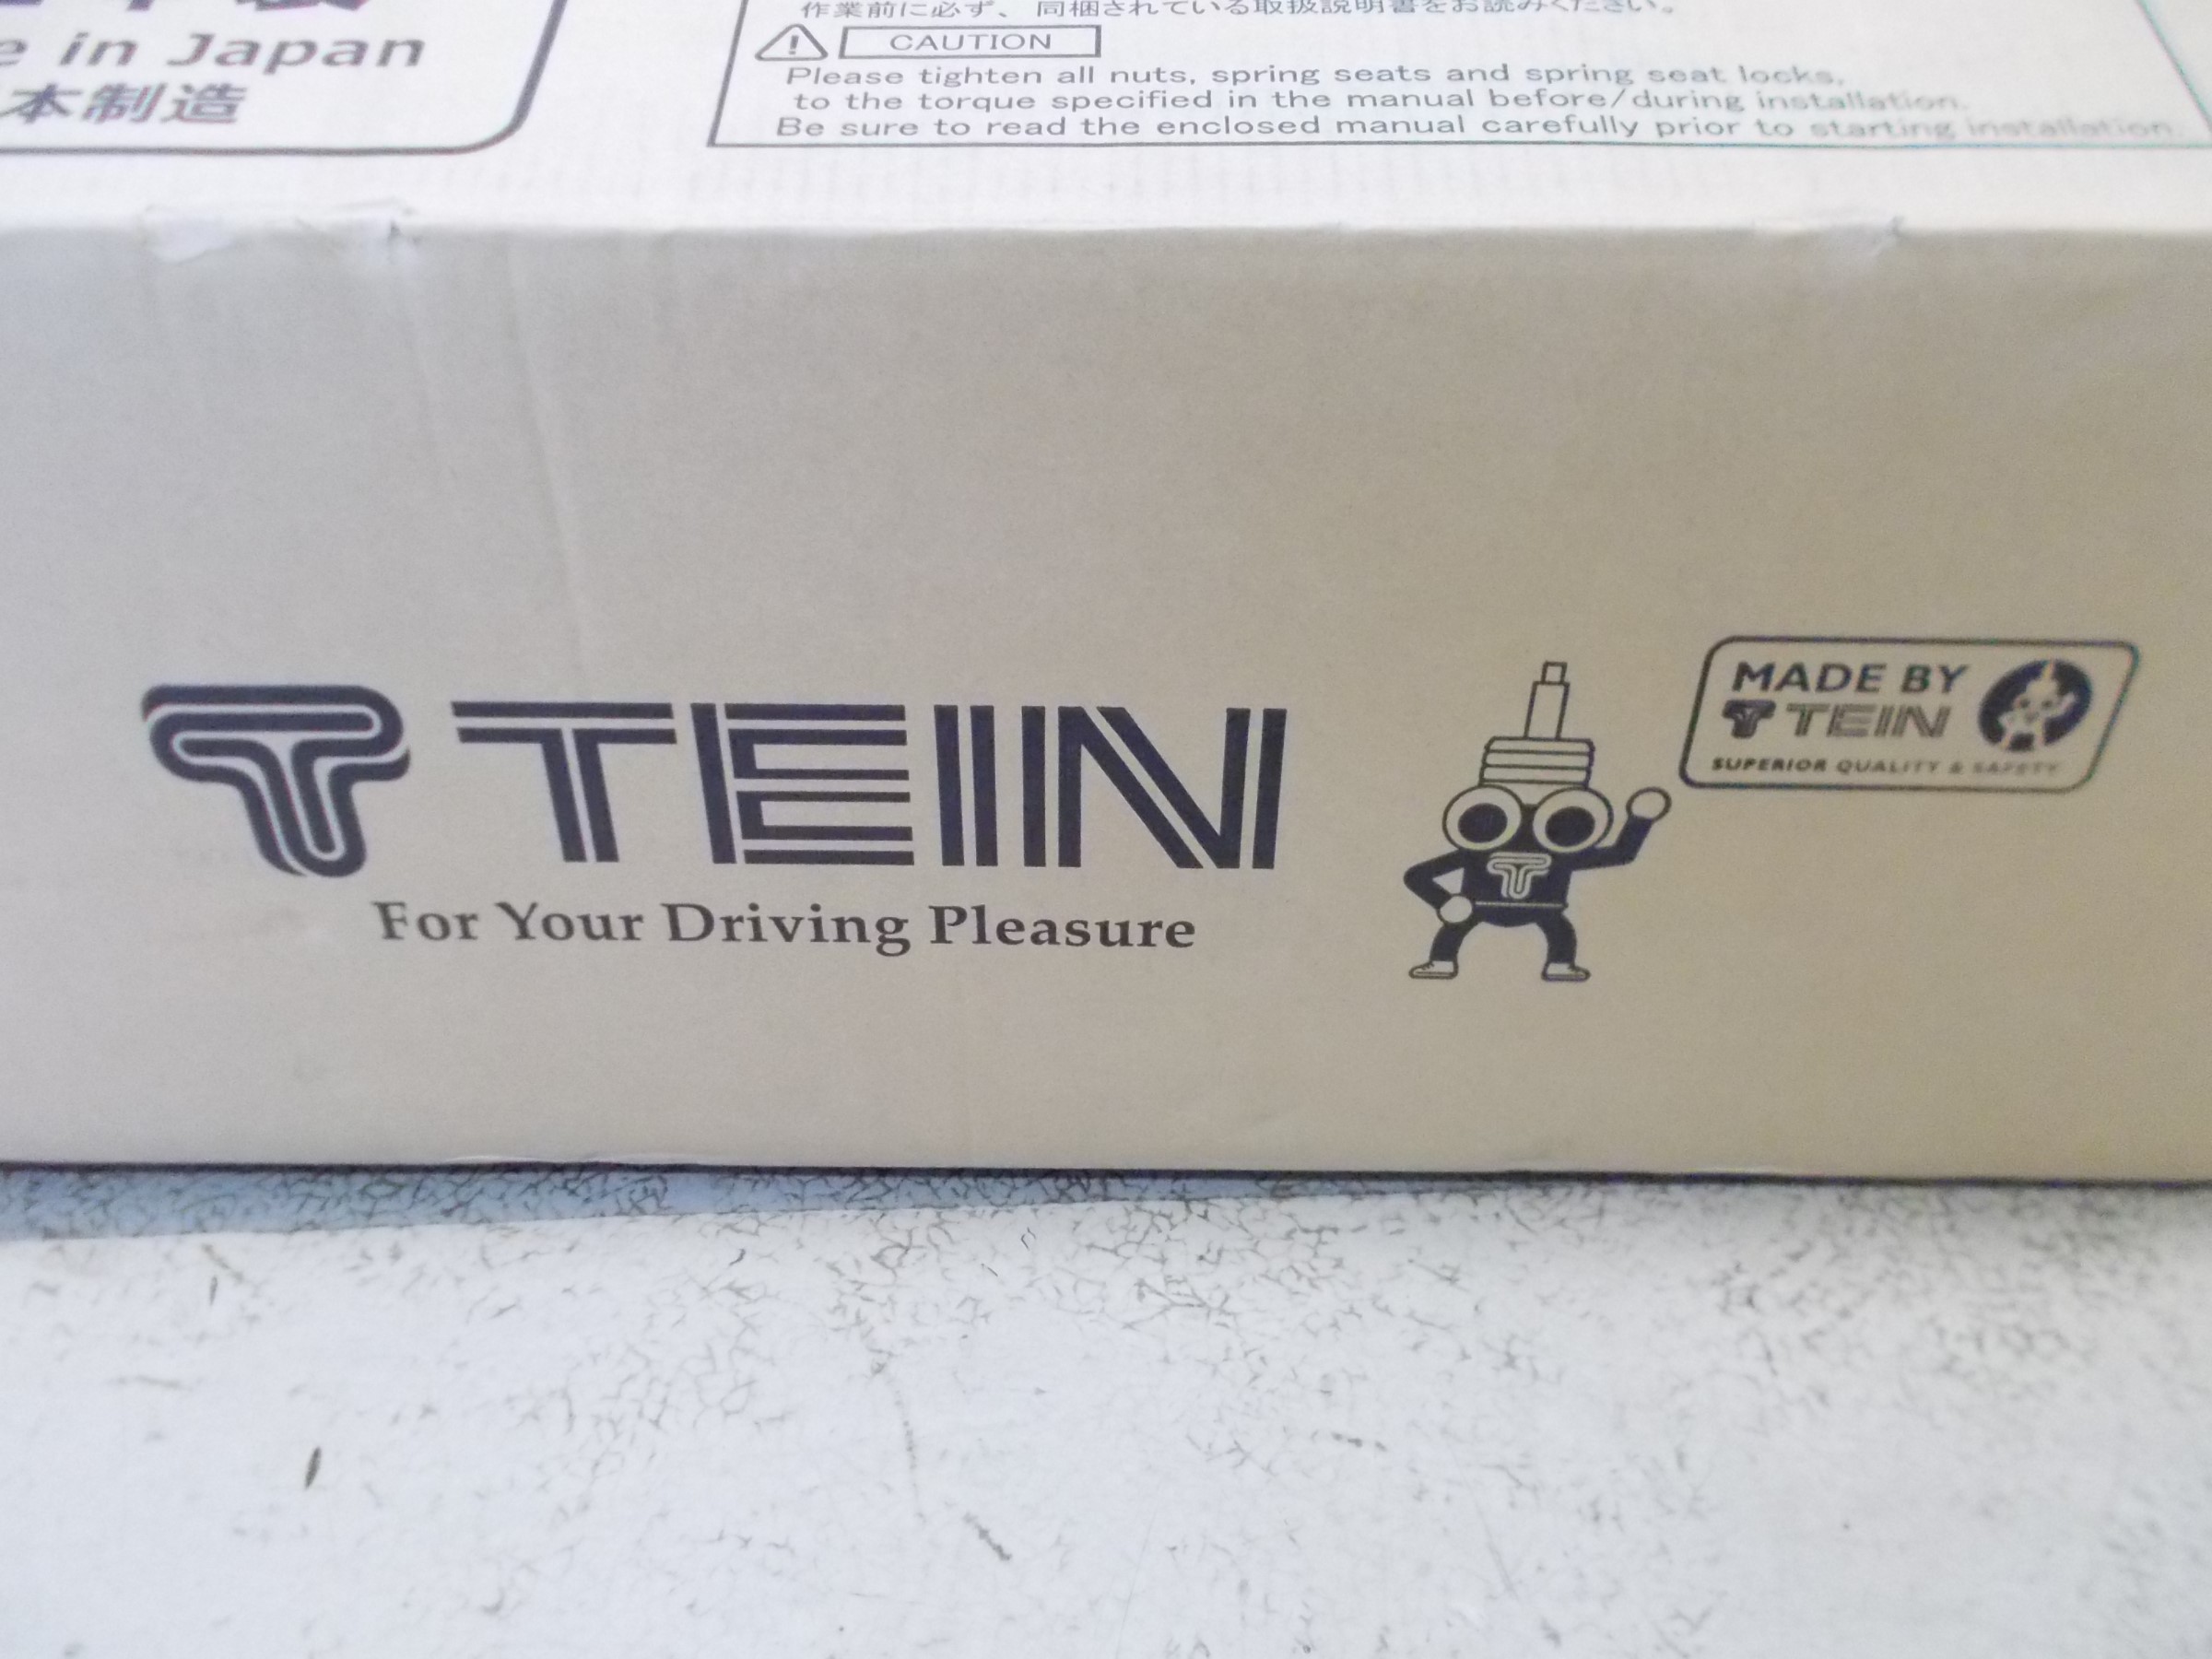 in Japan
本制造
作業前に必ず、同梱されている取扱説明書をお読みください。
CAUTION
Please tighten all nuts, spring seats and spring seat locks,
to the torque specified in the manual before/during installation.
Be sure to read the enclosed manual carefully prior to starting installation
TEIN
For Your Driving Pleasure
MADE BY
TEIN
SUPERIOR QUALITY & SAFETY